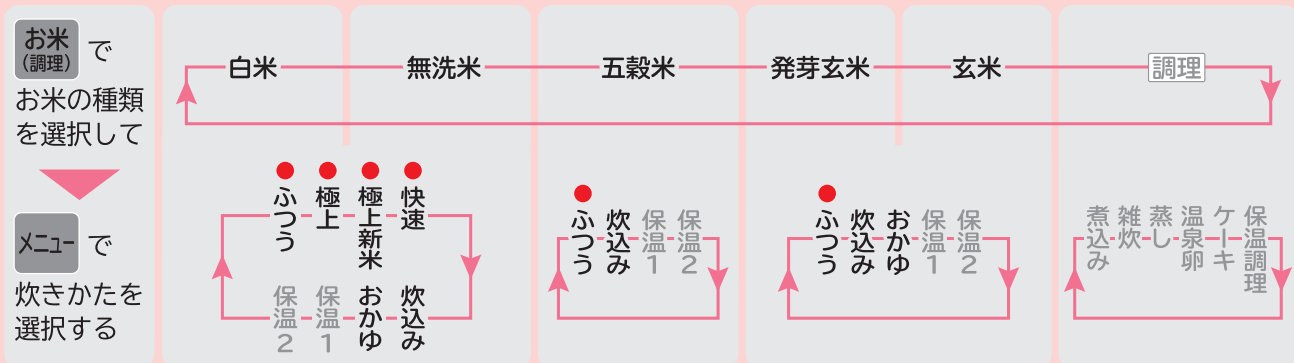 お米
(調理)
で
お米の種類
を選択して
メニュー
で
炊きかたを
選択する
白米
無洗米
五穀米
発芽玄米
玄米
調理
ふつう
極上
極上新米
快速
炊込み
おかゆ
保温1
保温2
ふつう
炊込み
保温1
保温2
ふつう
炊込み
おかゆ
保温1
保温2
煮込み
雑炊
蒸し
温泉卵
ケーキ
保温調理